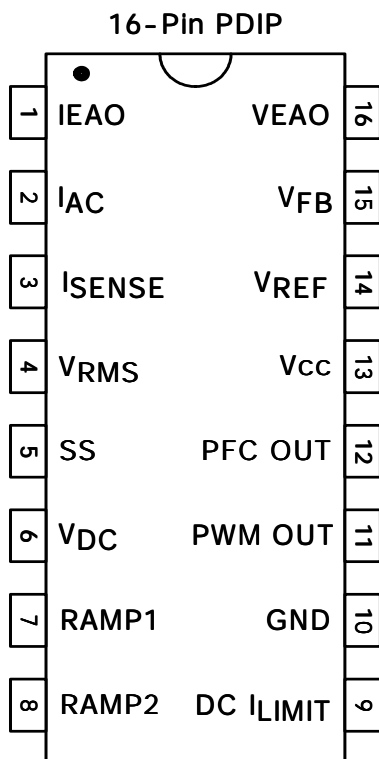 16-Pin PDIP
1 IEAO VEAO 16
2 IAC VFB 15
3 ISENSE VREF 14
4 VRMS VCC 13
5 SS PFC OUT 12
6 VDC PWM OUT 11
7 RAMP1 GND 10
8 RAMP2 DC ILIMIT 9